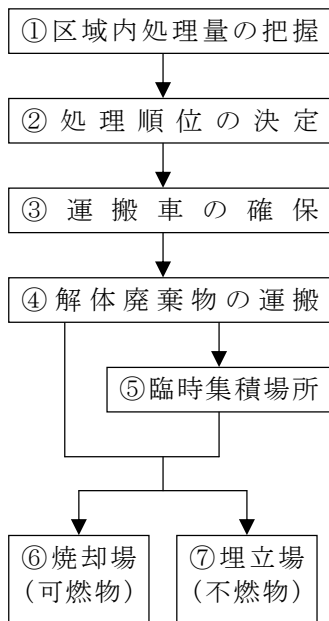 ①区域内処理量の把握
②処理順位の決定
③運搬車の確保
④解体廃棄物の運搬
⑤臨時集積場所
⑥焼却場
(可燃物)
⑦埋立場
(不燃物)